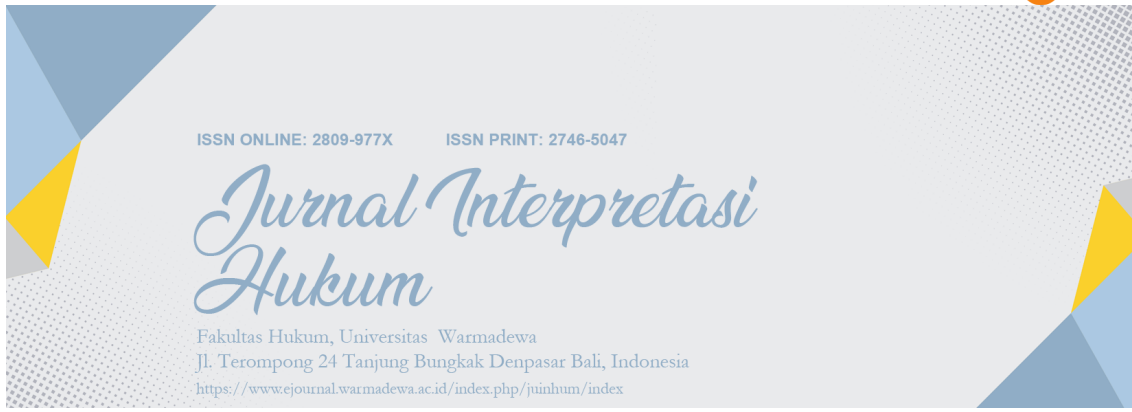 ISSN ONLINE: 2809-977X ISSN PRINT: 2746-5047
Jurnal Interpretasi
Hukum
Fakultas Hukum, Universitas Warmadewa
Jl. Terompong 24 Tanjung Bungkak Denpasar Bali, Indonesia
https://www.ejournal.warmadewa.ac.id/index.php/juinhum/index